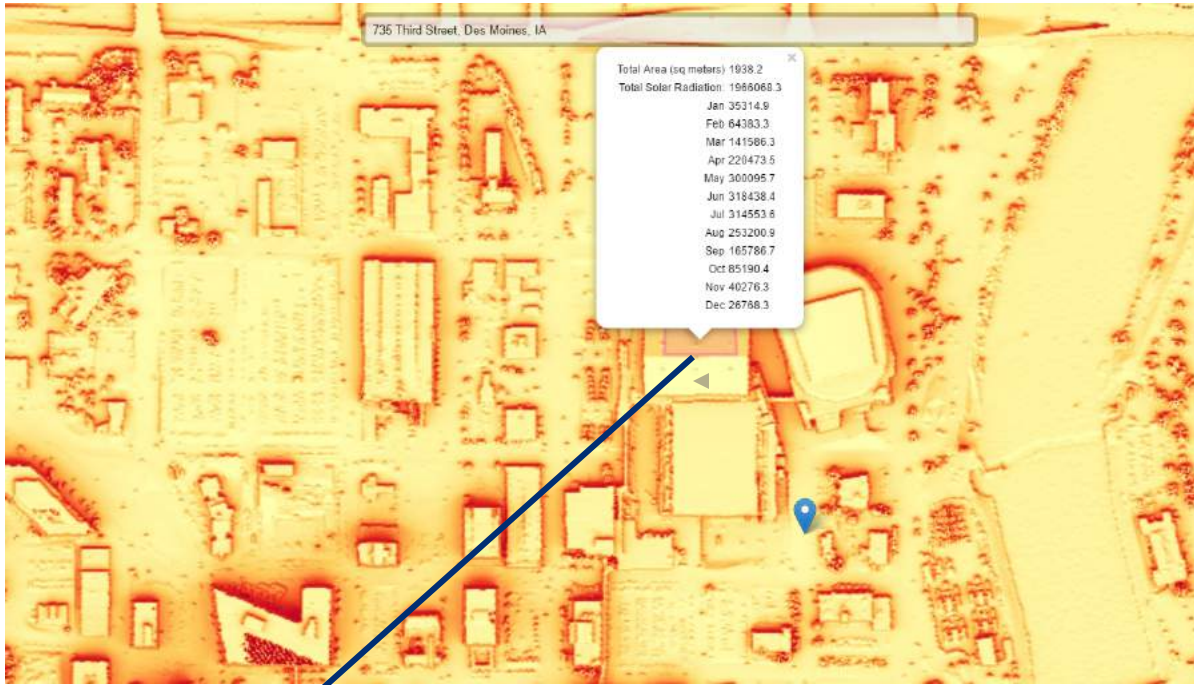 735 Third Street, Des Moines, IA
×
Total Area (sq meters) 1938.2
Total Solar Radiation: 1966068.3
Jan 35314.9
Feb 64383.3
Mar 141586.3
Apr 220473.5
May 300095.7
Jun 318438.4
Jul 314553.6
Aug 253200.9
Sep 165786.7
Oct 85190.4
Nov 40276.3
Dec 26768.3